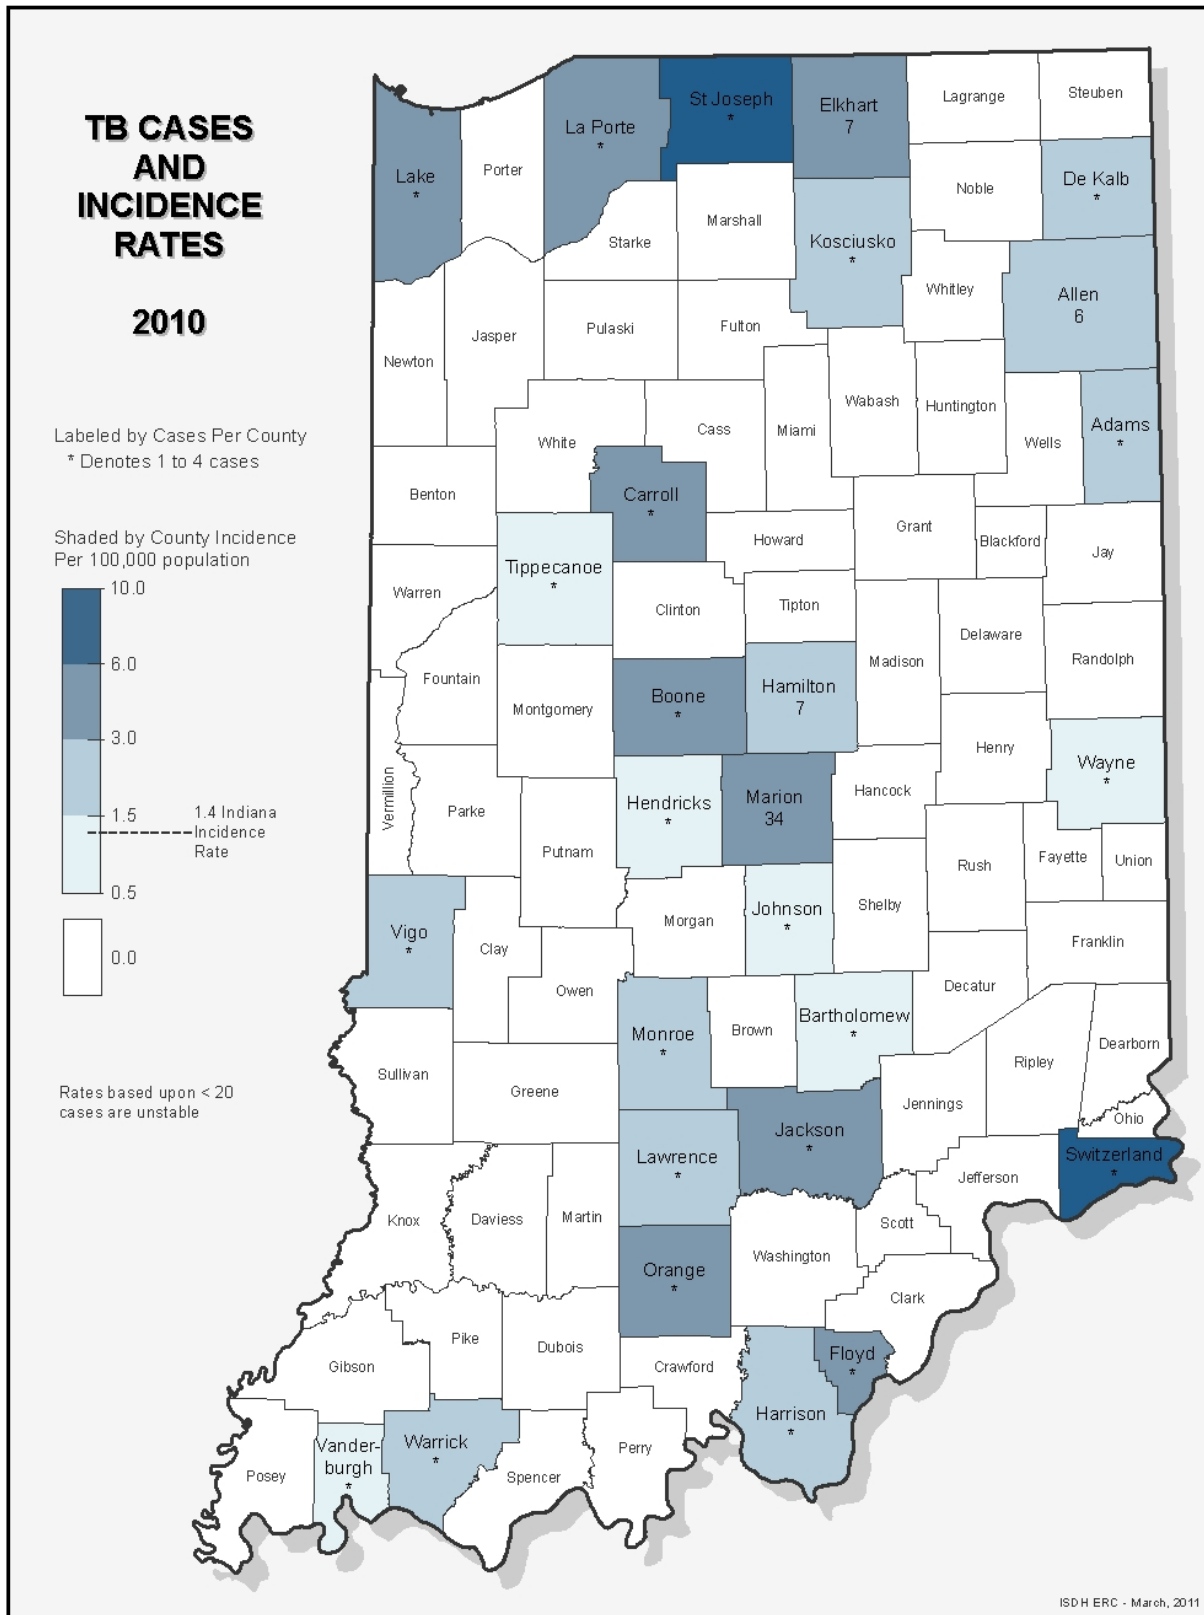 TB CASES
AND
INCIDENCE
RATES
2010
Labeled by Cases Per County
* Denotes 1 to 4 cases
Shaded by County Incidence
Per 100,000 population
10.0
6.0
3.0
1.5
1.4 Indiana
Incidence
Rate
0.5
0.0
Rates based upon < 20
cases are unstable
Lake
*
Porter
La Porte
*
St Joseph
*
Elkhart
7
Lagrange
Steuben
Noble
De Kalb
*
Starke
Marshall
Kosciusko
*
Whitley
Allen
6
Newton
Jasper
Pulaski
Fulton
Wabash
Huntington
Wells
Adams
*
White
Cass
Miami
Benton
Carroll
*
Grant
Blackford
Jay
Howard
Warren
Tippecanoe
*
Clinton
Tipton
Madison
Delaware
Randolph
Fountain
Montgomery
Boone
*
Hamilton
7
Henry
Wayne
*
Vermillion
Parke
Putnam
Hendricks
*
Marion
34
Hancock
Rush
Fayette
Union
Shelby
Vigo
*
Clay
Owen
Morgan
Johnson
*
Franklin
Decatur
Monroe
*
Brown
Bartholomew
*
Sullivan
Greene
Jennings
Ripley
Dearborn
Ohio
Lawrence
*
Jackson
*
Switzerland
*
Jefferson
Knox
Daviess
Martin
Scott
Washington
Orange
*
Clark
Gibson
Pike
Dubois
Crawford
Floyd
*
Harrison
*
Posey
Vander-
burgh
*
Warrick
*
Spencer
Perry
ISDH ERC - March, 2011